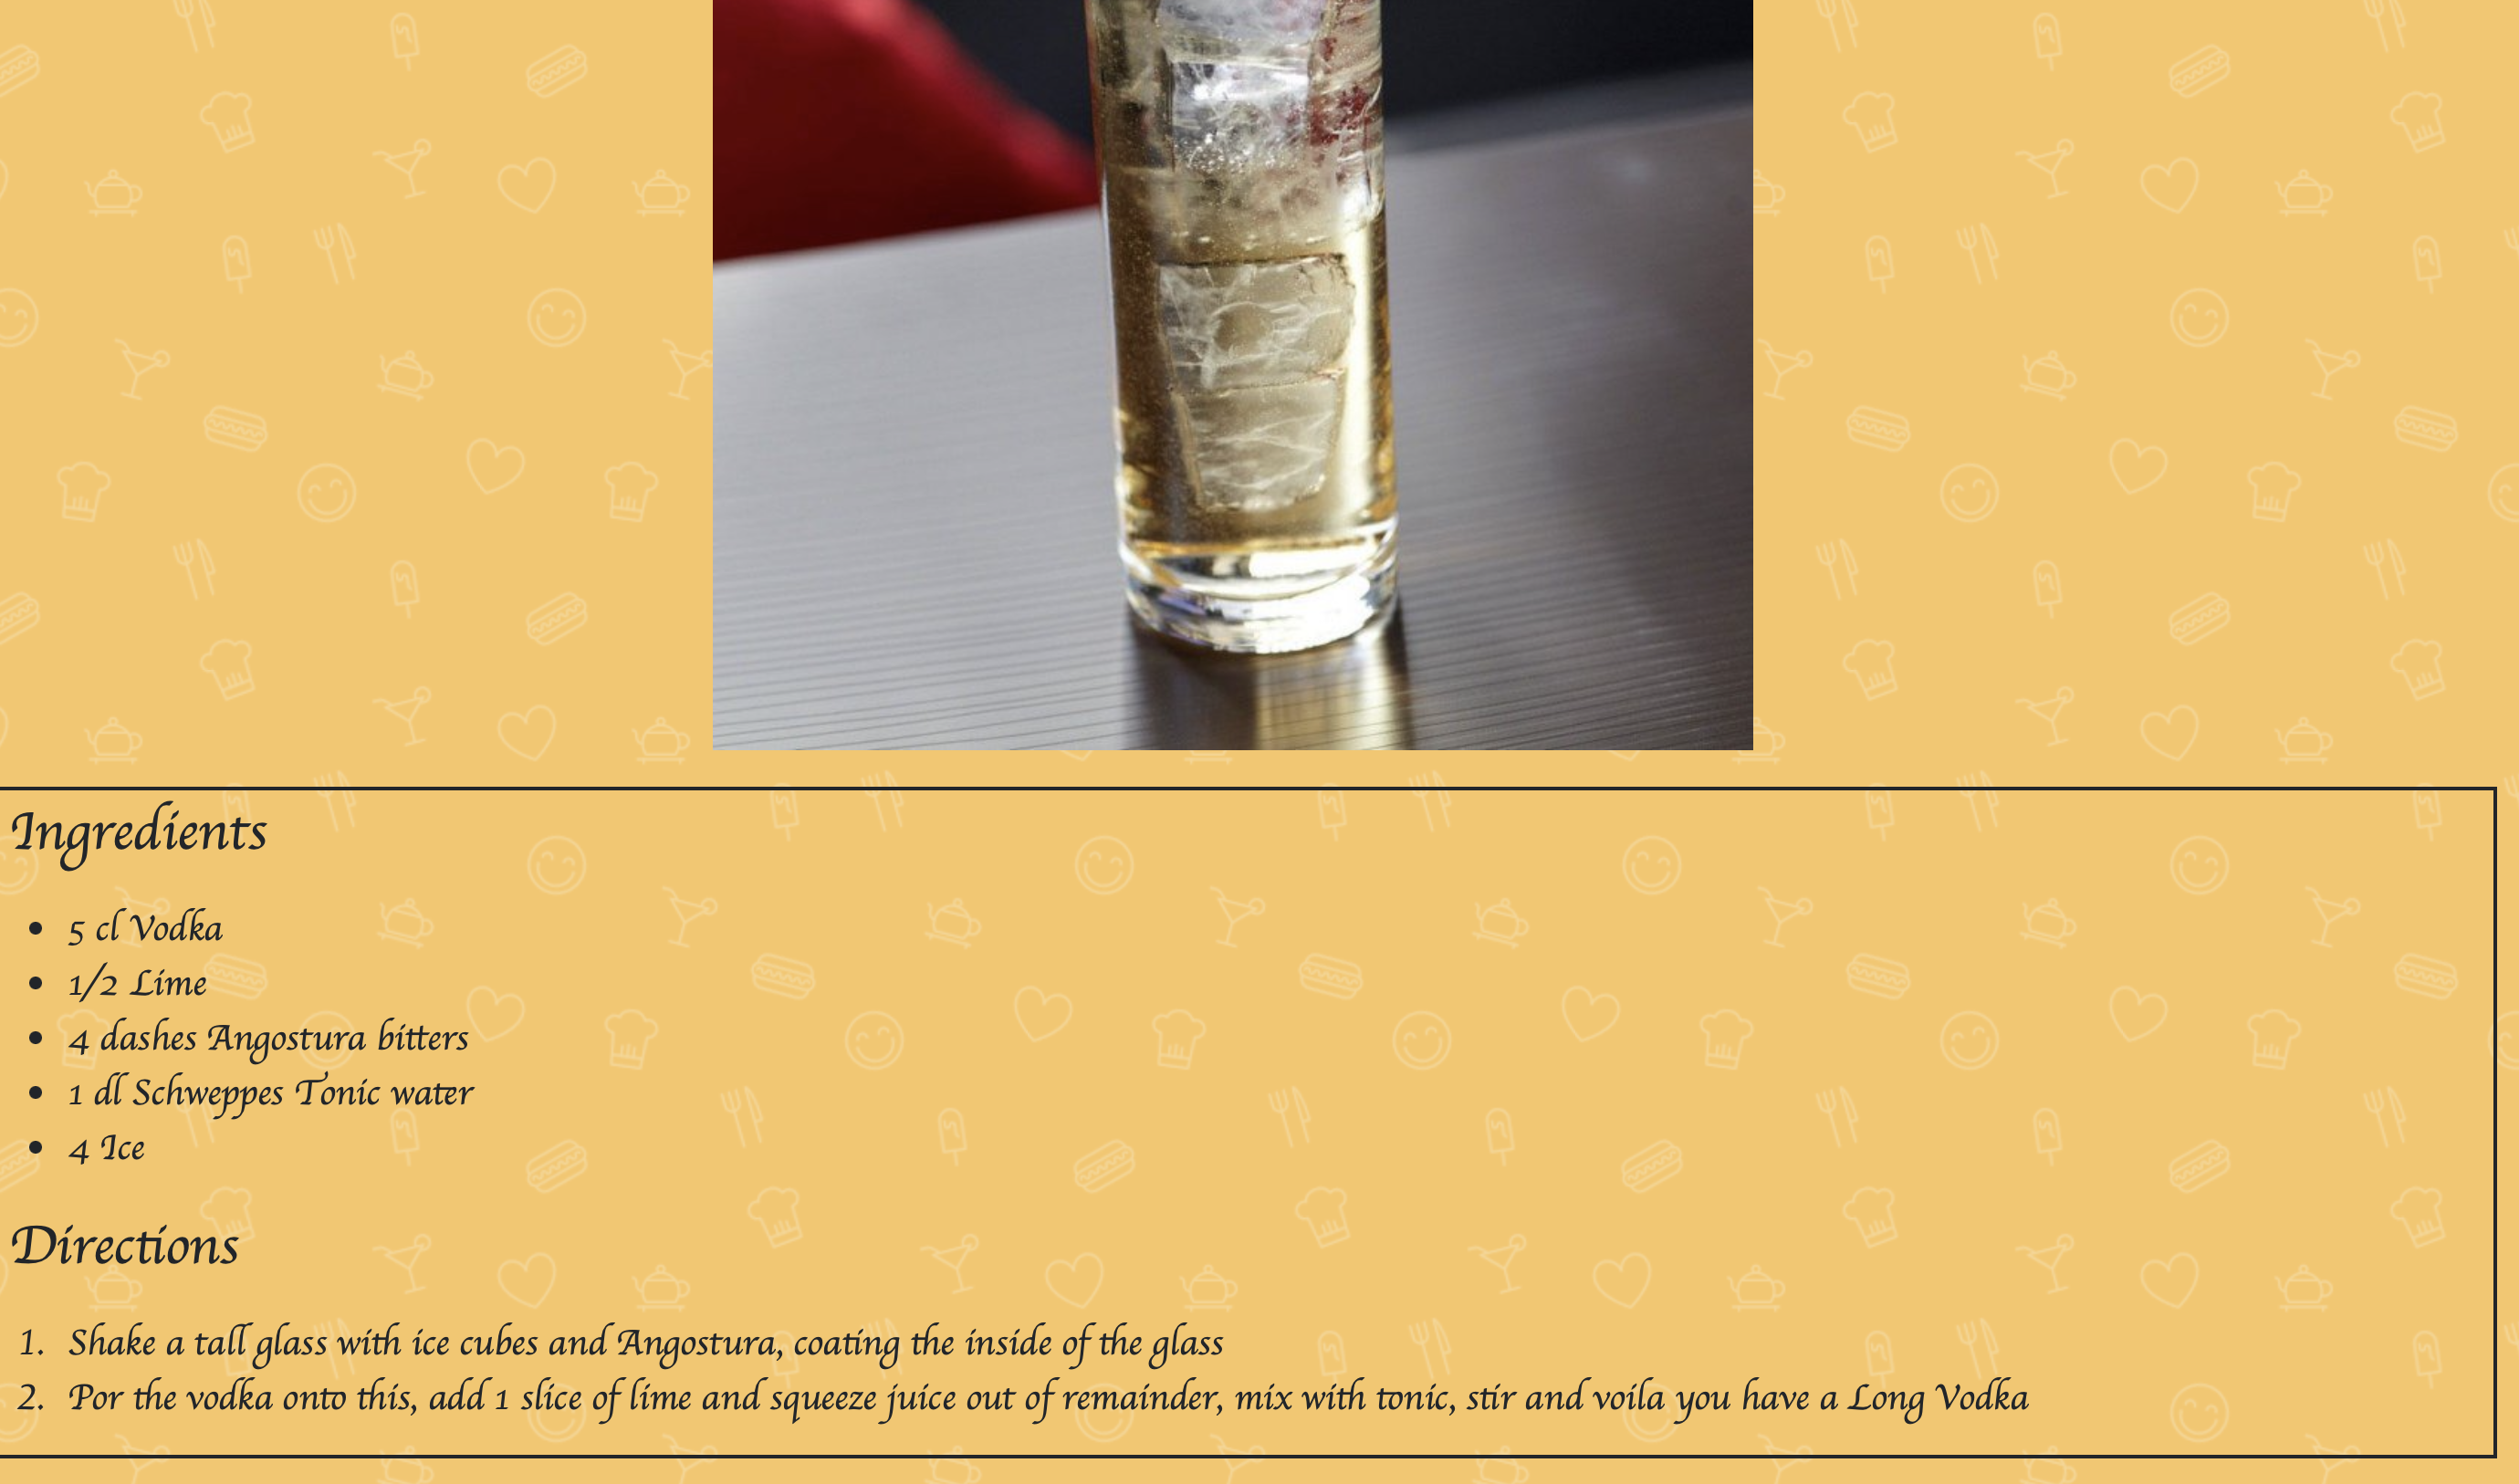 Ingredients
5 cl Vodka
1/2 Lime
4 dashes Angostura bitters
1 dl Schweppes Tonic water
4 Ice
Directions
1. Shake a tall glass with ice cubes and Angostura, coating the inside of the glass
2. Por the vodka onto this, add 1 slice of lime and squeeze juice out of remainder, mix with tonic, stir and voila you have a Long Vodka